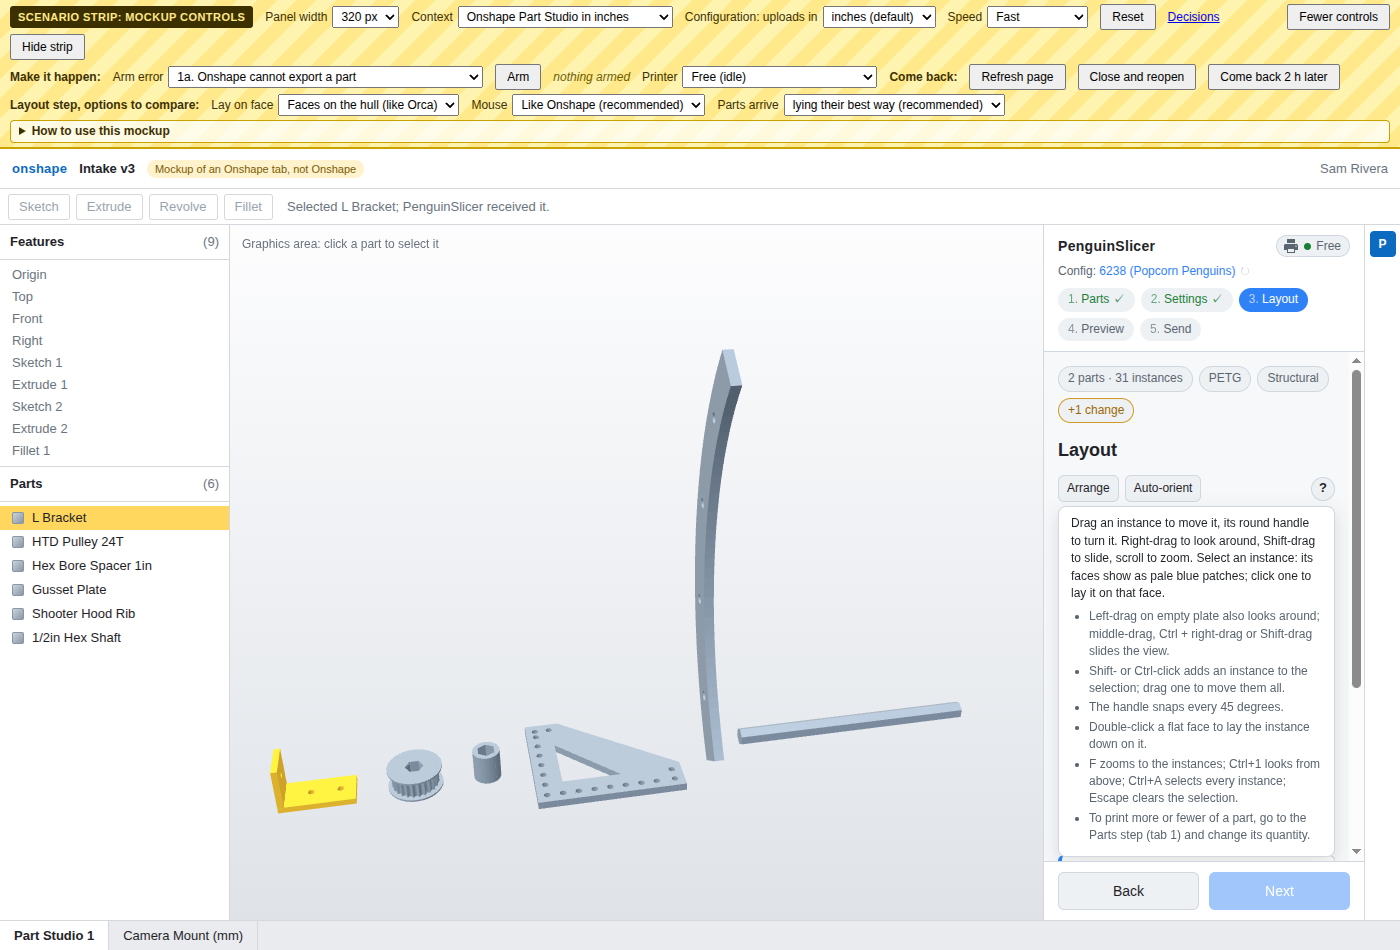 SCENARIO STRIP: MOCKUP CONTROLS Panel width 320 px Context Onshape Part Studio in inches Configuration: uploads in inches (default) Speed Fast Reset Decisions Fewer controls
Hide strip
Make it happen: Arm error 1a. Onshape cannot export a part Arm nothing armed Printer Free (idle) Come back: Refresh page Close and reopen Come back 2 h later
Layout step, options to compare: Lay on face Faces on the hull (like Orca) Mouse Like Onshape (recommended) Parts arrive lying their best way (recommended)
How to use this mockup
onshape Intake v3 Mockup of an Onshape tab, not Onshape Sam Rivera
Sketch Extrude Revolve Fillet Selected L Bracket; PenguinSlicer received it.
Features (9)
Origin
Top
Front
Right
Sketch 1
Extrude 1
Sketch 2
Extrude 2
Fillet 1
Parts (6)
L Bracket
HTD Pulley 24T
Hex Bore Spacer 1in
Gusset Plate
Shooter Hood Rib
1/2in Hex Shaft
Graphics area: click a part to select it
PenguinSlicer Free
P
Config: 6238 (Popcorn Penguins)
1. Parts ✓ 2. Settings ✓ 3. Layout
4. Preview 5. Send
2 parts · 31 instances PETG Structural
+1 change
Layout
Arrange Auto-orient ?
Drag an instance to move it, its round handle
to turn it. Right-drag to look around, Shift-drag
to slide, scroll to zoom. Select an instance: its
faces show as pale blue patches; click one to
lay it on that face.
• Left-drag on empty plate also looks around;
middle-drag, Ctrl + right-drag or Shift-drag
slides the view.
• Shift- or Ctrl-click adds an instance to the
selection; drag one to move them all.
• The handle snaps every 45 degrees.
• Double-click a flat face to lay the instance
down on it.
• F zooms to the instances; Ctrl+1 looks from
above; Ctrl+A selects every instance;
Escape clears the selection.
• To print more or fewer of a part, go to the
Parts step (tab 1) and change its quantity.
Back Next
Part Studio 1 Camera Mount (mm)